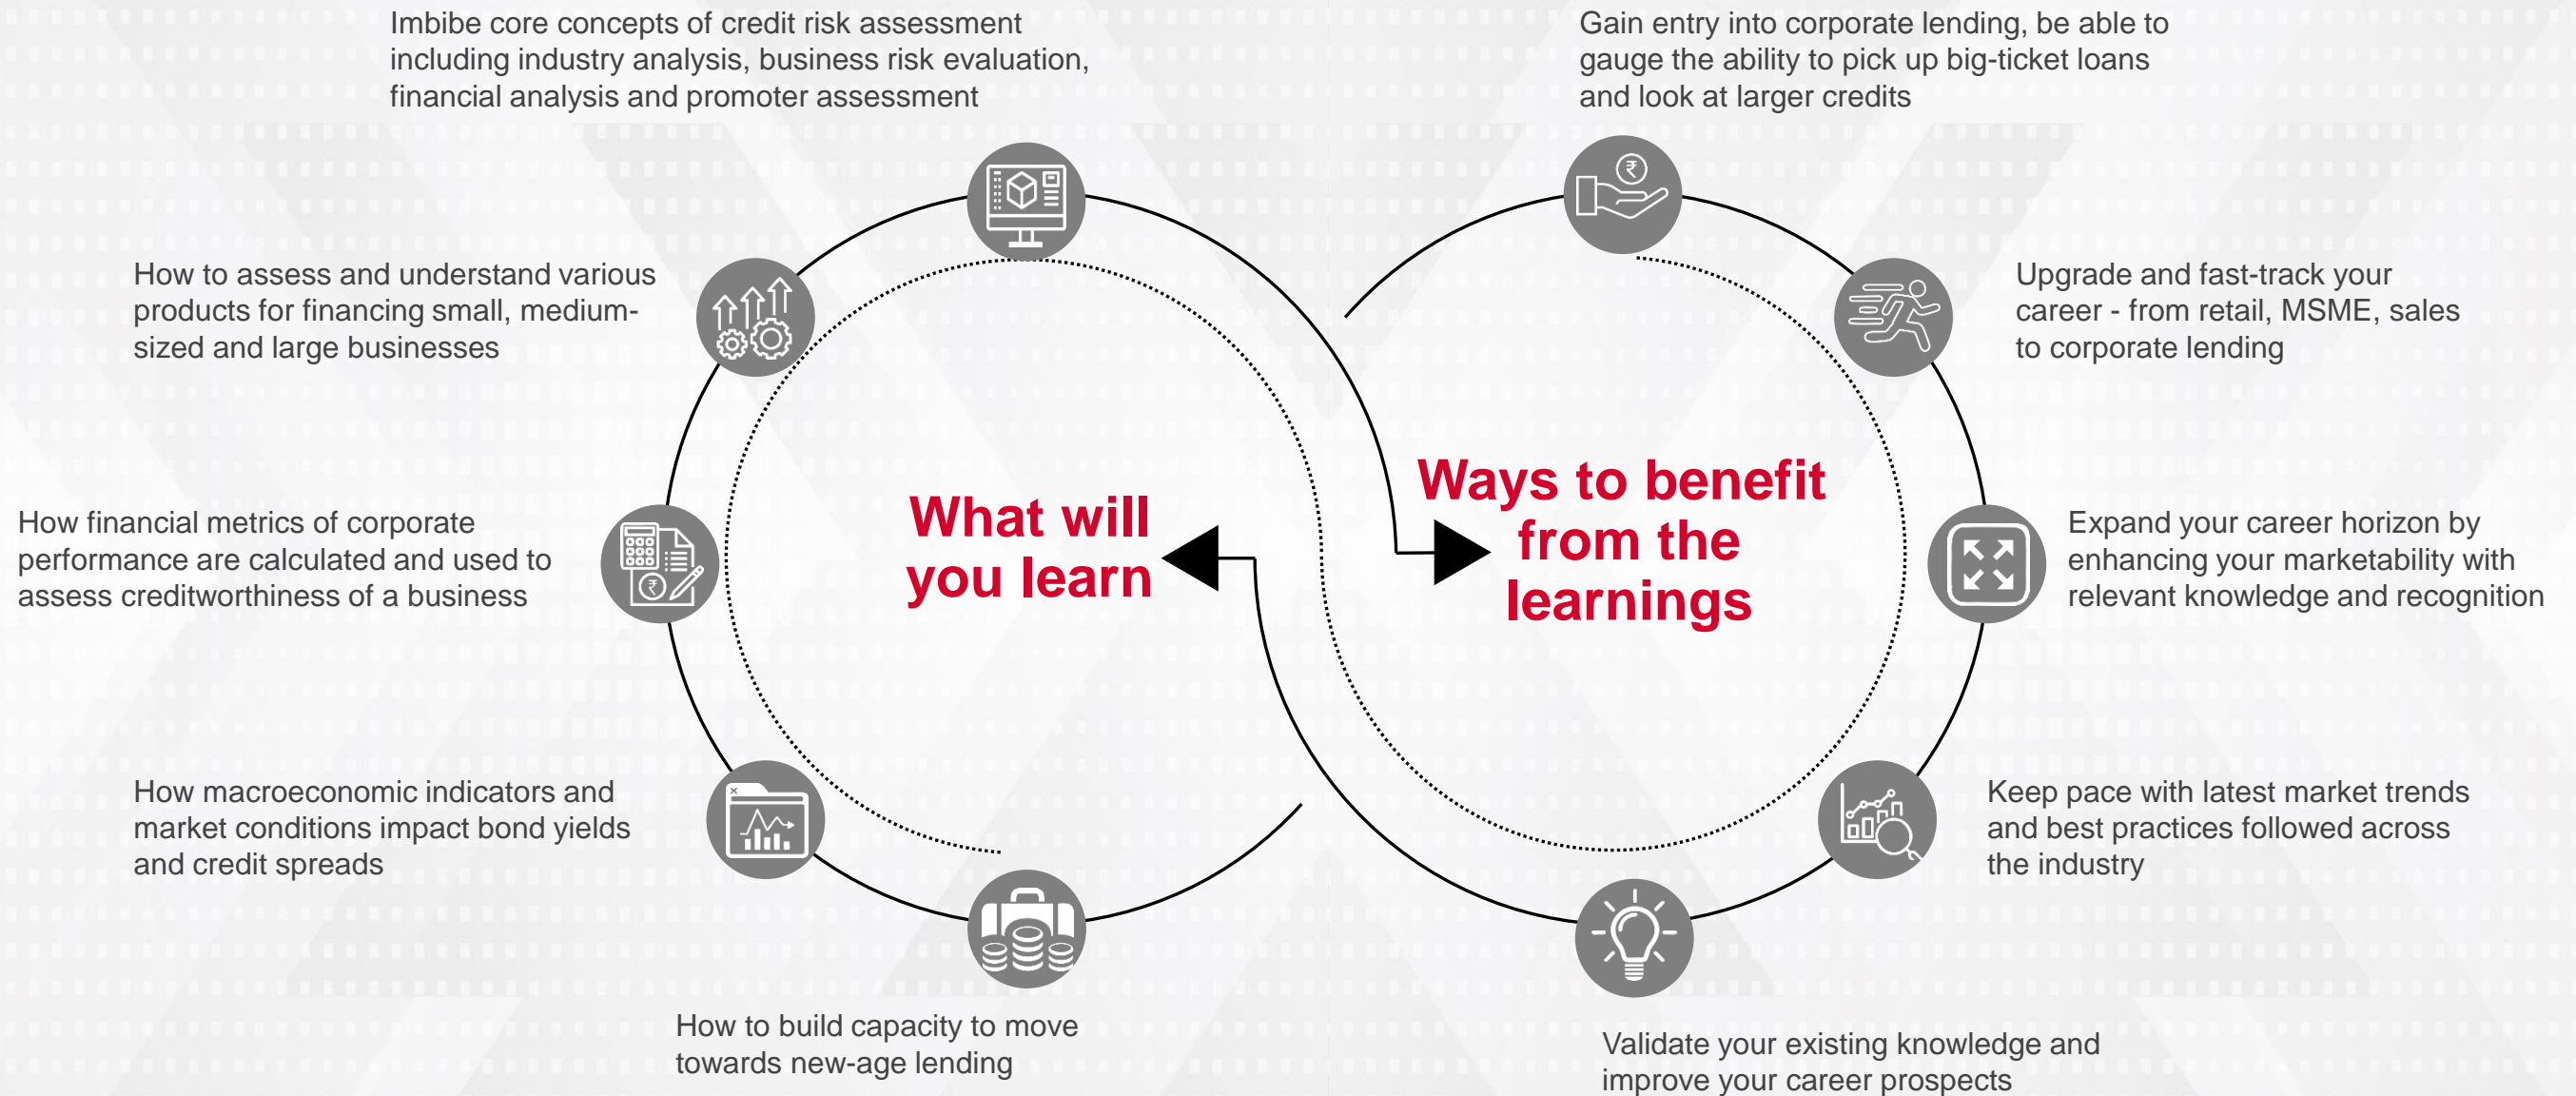 Imbibe core concepts of credit risk assessment
including industry analysis, business risk evaluation,
financial analysis and promoter assessment
How to assess and understand various
products for financing small, medium-
sized and large businesses
How financial metrics of corporate
performance are calculated and used to
assess creditworthiness of a business
How macroeconomic indicators and
market conditions impact bond yields
and credit spreads
How to build capacity to move
towards new-age lending
What will
you learn
Ways to benefit
from the
learnings
Gain entry into corporate lending, be able to
gauge the ability to pick up big-ticket loans
and look at larger credits
₹
Upgrade and fast-track your
career - from retail, MSME, sales
to corporate lending
Expand your career horizon by
enhancing your marketability with
relevant knowledge and recognition
Keep pace with latest market trends
and best practices followed across
the industry
Validate your existing knowledge and
improve your career prospects
₹